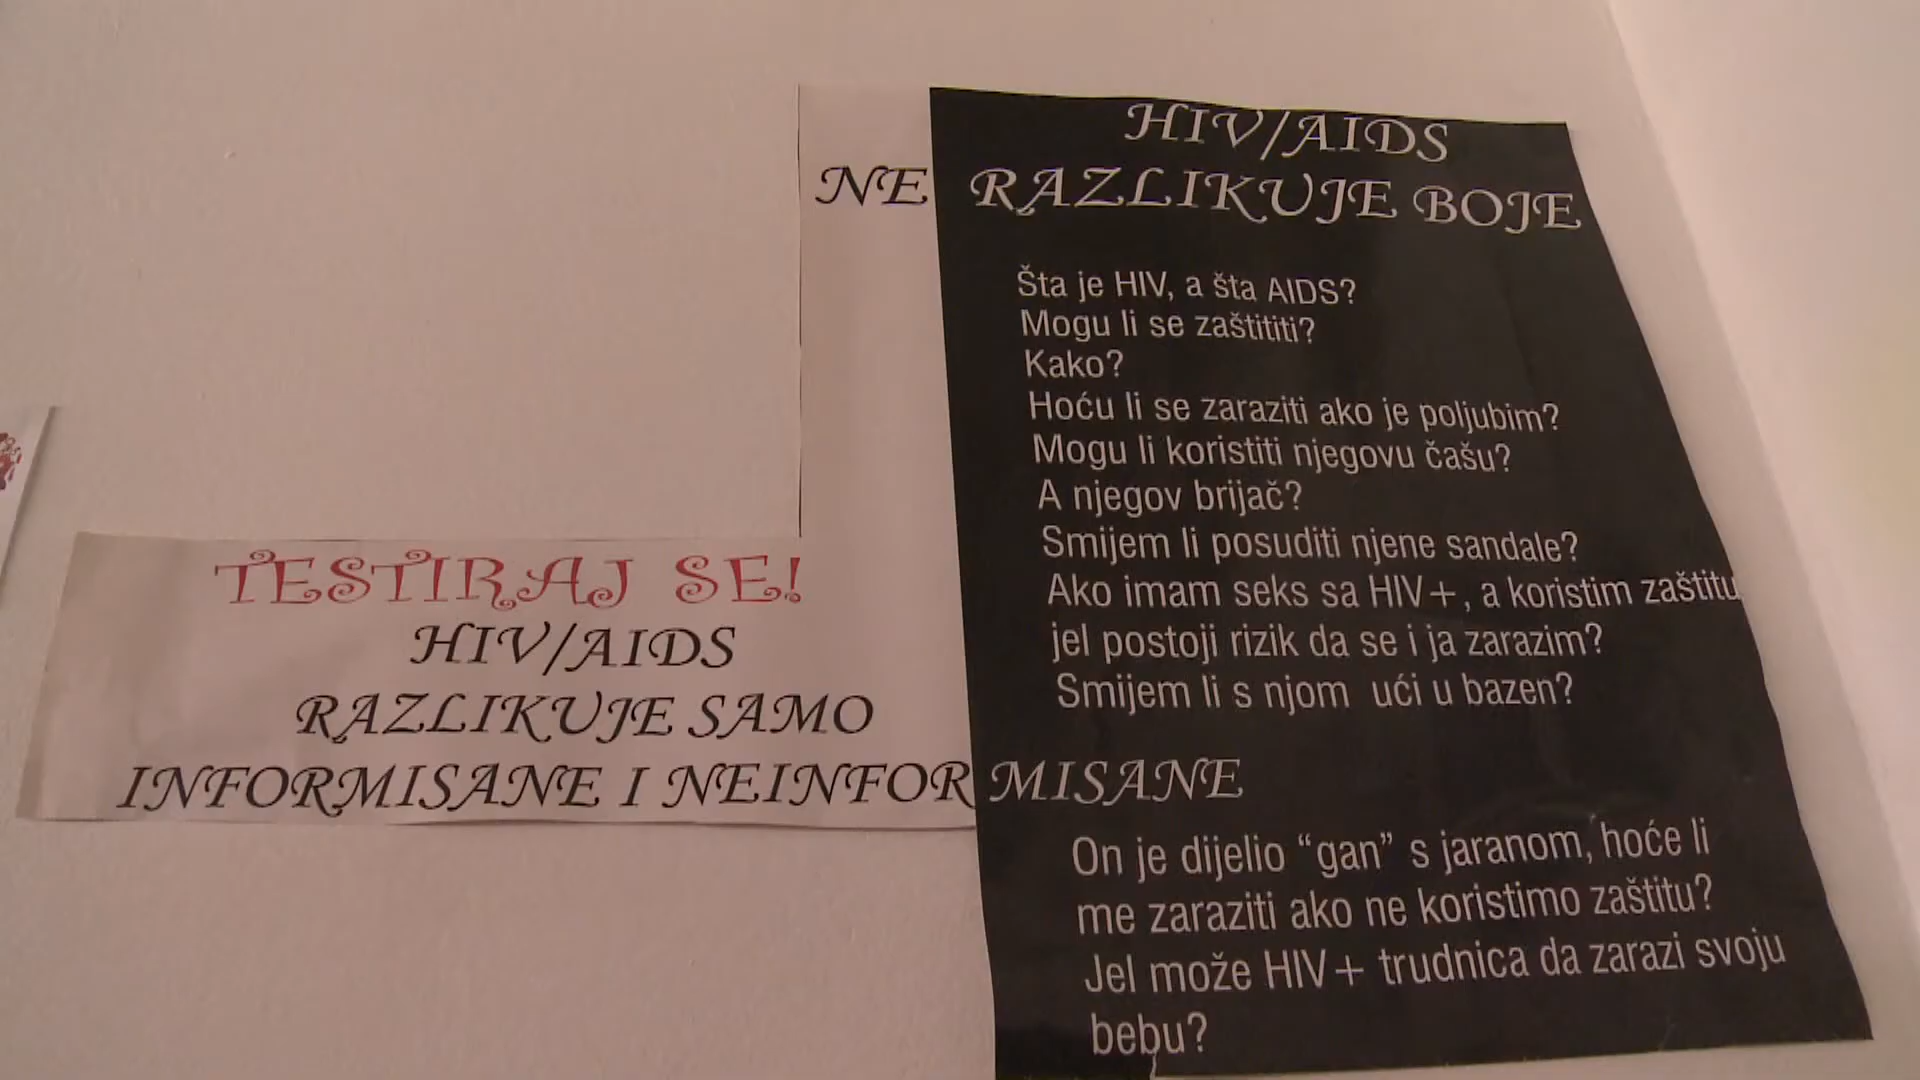 HIV/AIDS
NE RAZLIKUJE BOJE
Šta je HIV, a šta AIDS?
Mogu li se zaštititi?
Kako?
Hoću li se zaraziti ako je poljubim?
Mogu li koristiti njegovu čašu?
A njegov brijač?
Smijem li posuditi njene sandale?
Ako imam seks sa HIV+, a koristim zaštitu
jel postoji rizik da se i ja zarazim?
Smijem li s njom ući u bazen?
TESTIRAJ SE!
HIV/AIDS
RAZLIKUJE SAMO
INFORMISANE I NEINFORMISANE
On je dijelio “gan” s jaranom, hoće li
me zaraziti ako ne koristimo zaštitu?
Jel može HIV+ trudnica da zarazi svoju
bebu?